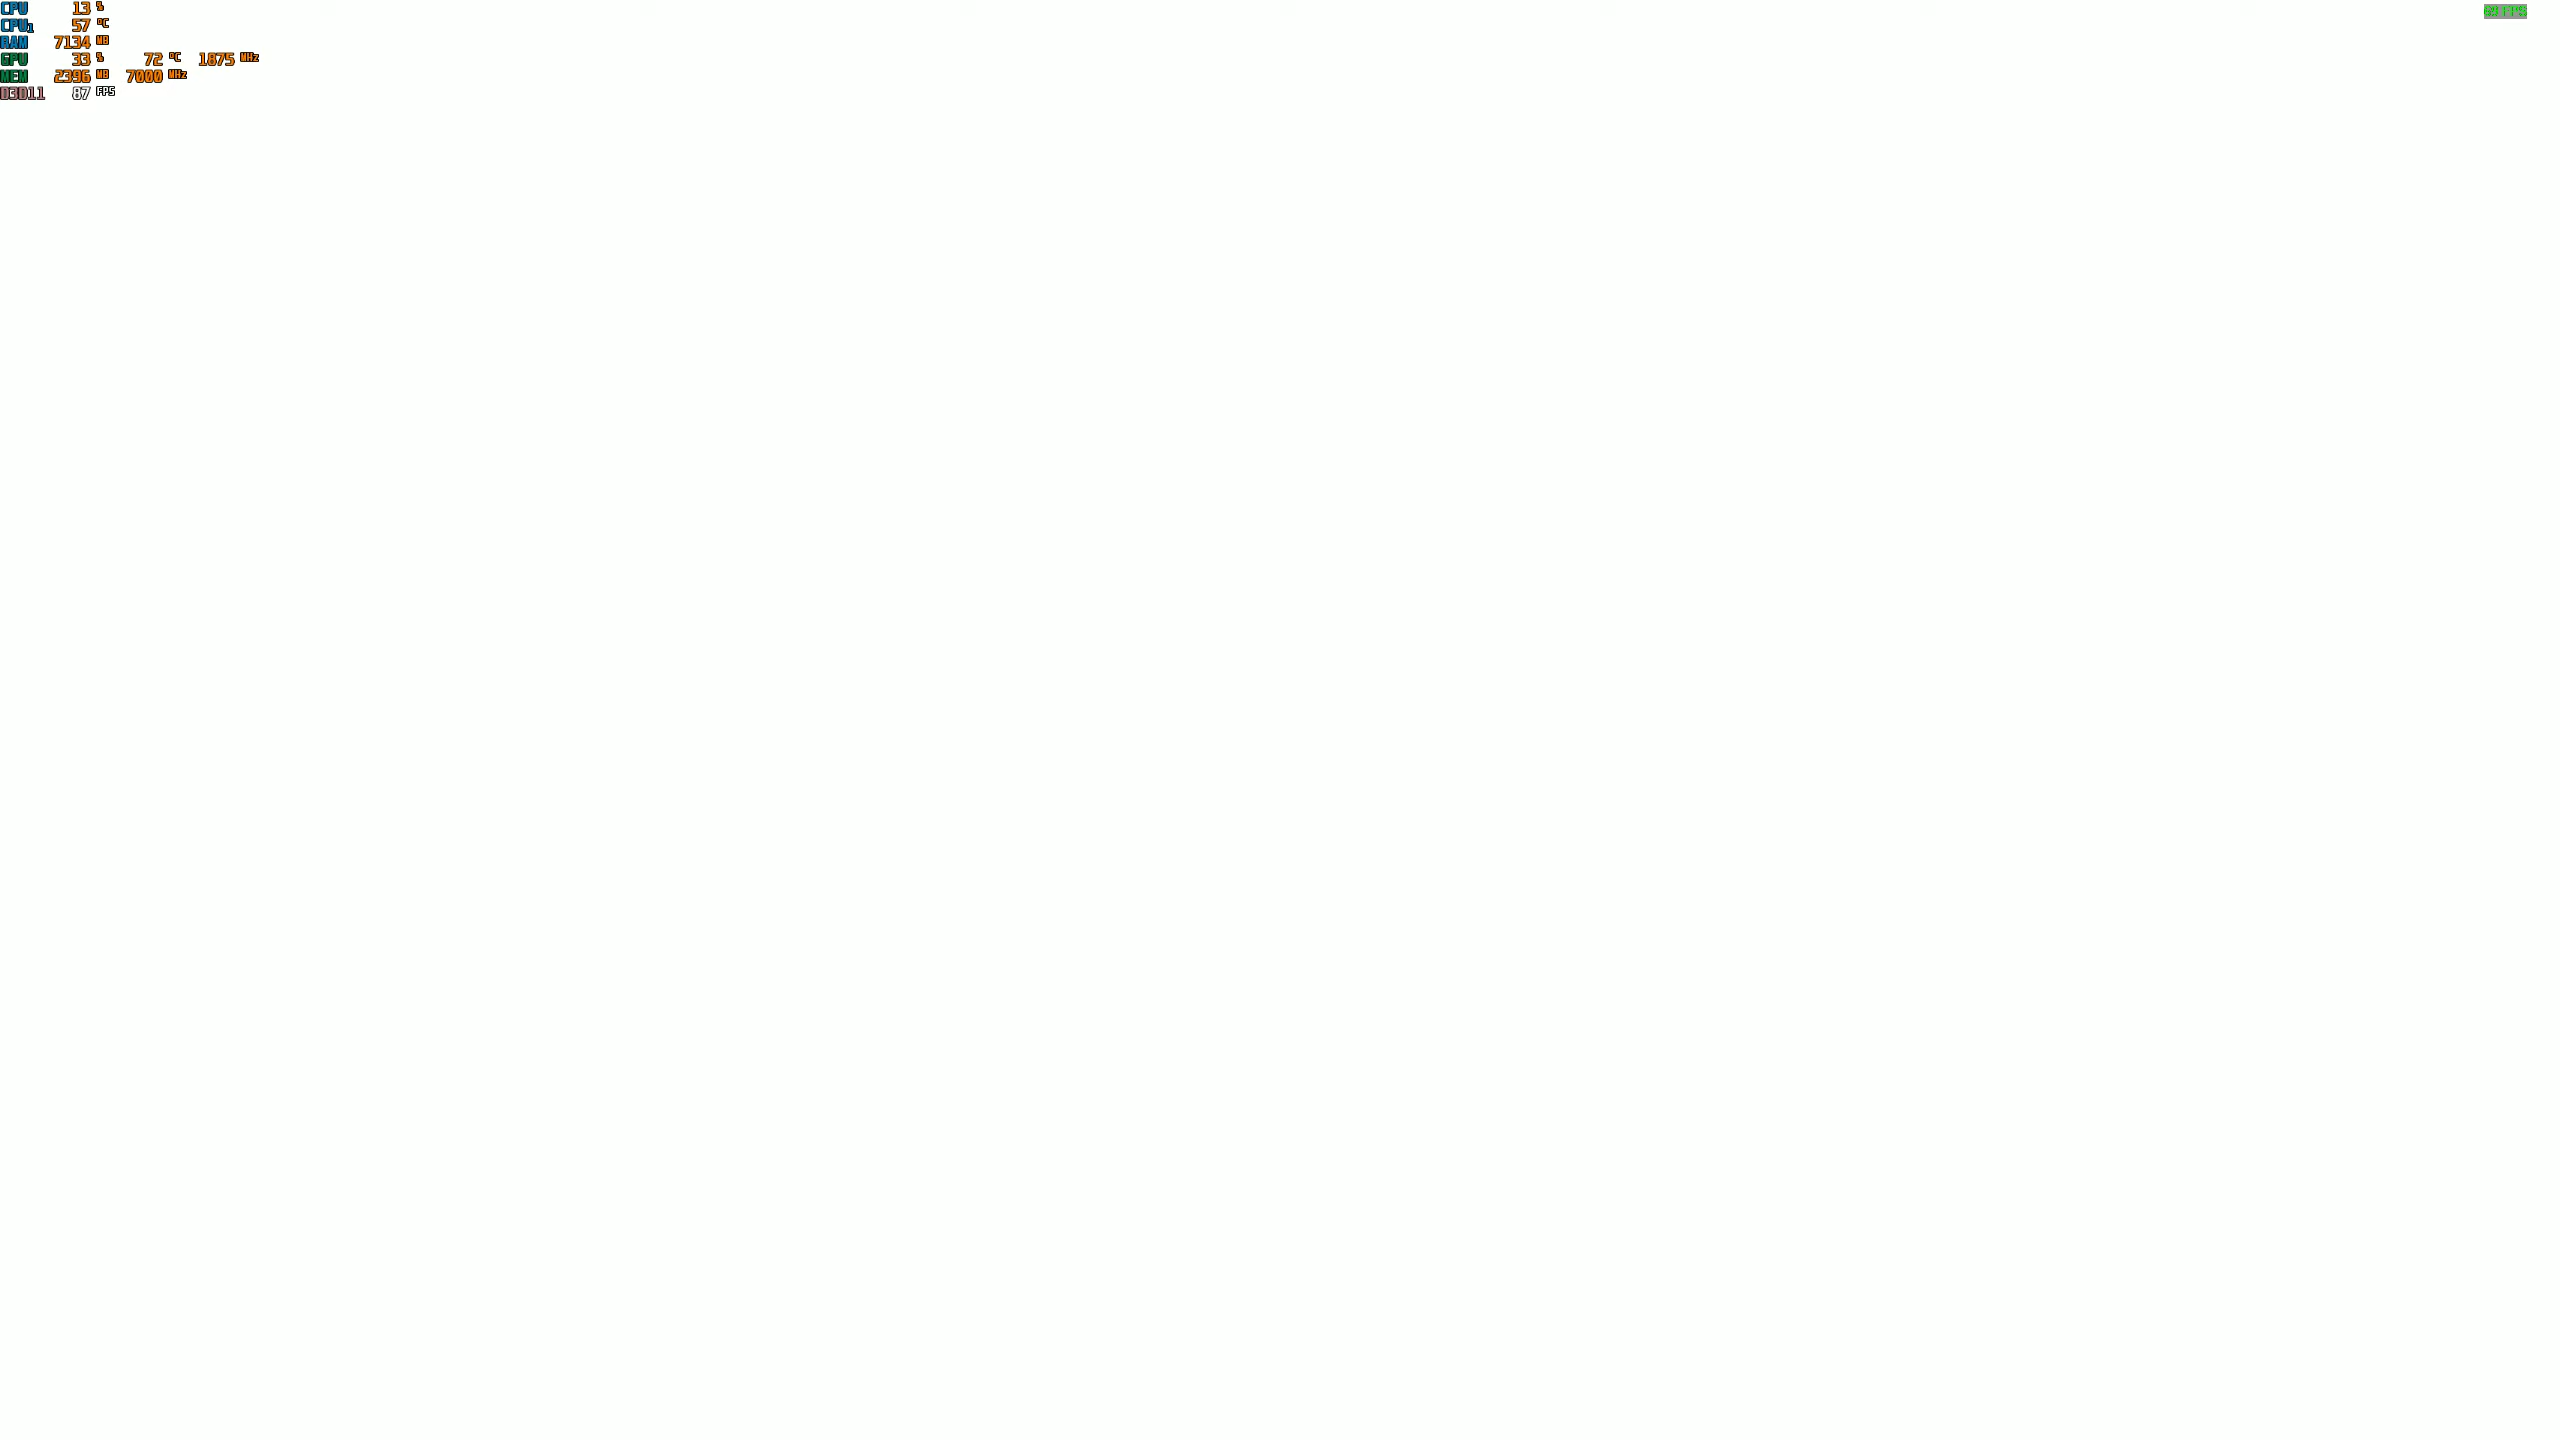 CPU 13 %
CPU1 57 °C
RAM 7134 MB
GPU 33 % 72 °C 1875 MHz
MEM 2396 MB 7000 MHz
D3D11 87 FPS
FPS